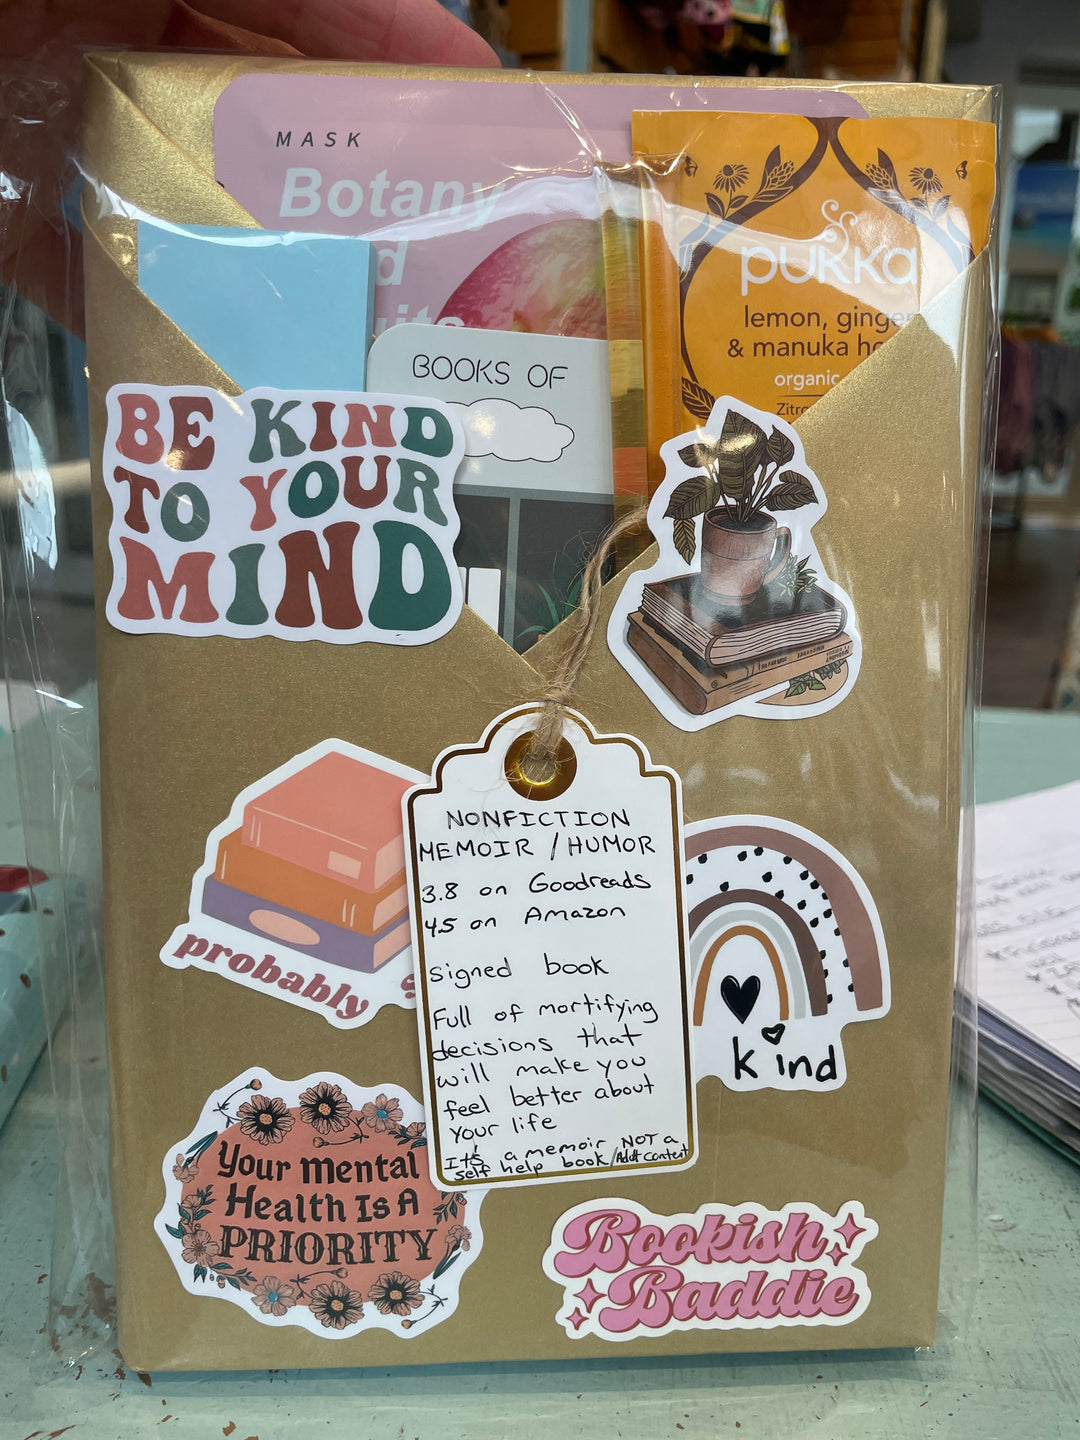 MASK
Botany
pukka
lemon, ginger
& manuka
organic
BOOKS OF
BE KIND
TO YOUR
MIND
NONFICTION
MEMOIR / HUMOR
3.8 on Goodreads
4.5 on Amazon
signed book
Full of mortifying
decisions that
will make you
feel better about
your life
It's a memoir NOT a
self help book/Adult Content
probably
kind
Your Mental
Health Is A
PRIORITY
Bookish
Baddie